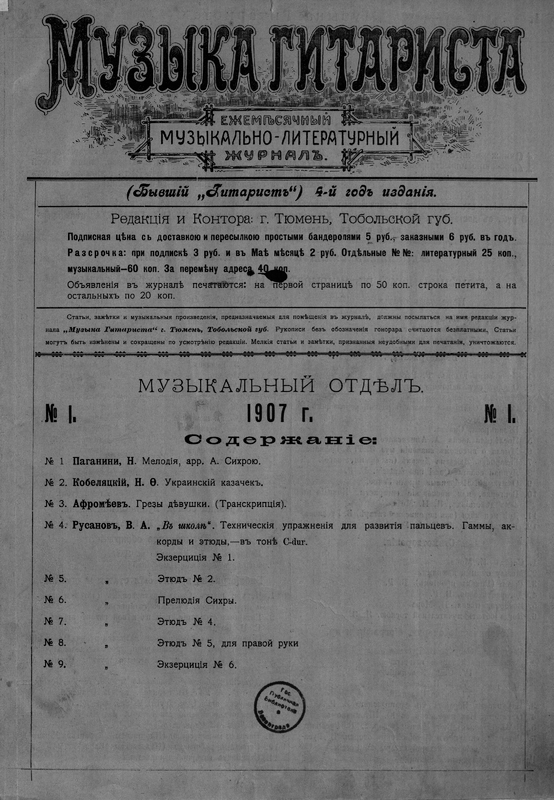 МУЗЫКА ГИТАРИСТА
ЕЖЕМѢСЯЧНЫЙ
МУЗЫКАЛЬНО-ЛИТЕРАТУРНЫЙ
ЖУРНАЛЪ.
(Бывшій „Гитаристъ“) 4-й годъ изданія.
Редакція и Контора: г. Тюмень, Тобольской губ.
Подписная цѣна съ доставкою и пересылкою простыми бандеролями 5 руб., заказными 6 руб. въ годъ.
Разсрочка: при подпискѣ 3 руб. и въ Маѣ мѣсяцѣ 2 руб. Отдѣльные №№: литературный 25 коп.,
музыкальный—60 коп. За перемѣну адреса 40 коп.
Объявленія въ журналѣ печатаются: на первой страницѣ по 50 коп. строка петита, а на
остальныхъ по 20 коп.
Статьи, замѣтки и музыкальныя произведенія, предназначаемыя для помѣщенія въ журналѣ, должны посылаться на имя редакціи жур-
нала „Музыка Гитариста“ г. Тюмень, Тобольской губ. Рукописи безъ обозначенія гонорара считаются безплатными, Статьи
могутъ быть измѣнены и сокращены по усмотрѣнію редакціи. Мелкія статьи и замѣтки, признанныя неудобными для печатанія, уничтожаются.
МУЗЫКАЛЬНЫЙ ОТДѢЛЪ.
№ 1. 1907 г. № 1.
Содержаніе:
№ 1 Паганини, Н. Мелодія, арр. А. Сихрою.
№ 2. Кобеляцкій, Н. Ѳ. Украинскій казачекъ.
№ 3. Афромѣевъ. Грезы дѣвушки. (Транскрипція).
№ 4. Русановъ, В. А. „Въ школѣ“. Техническія упражненія для развитія пальцевъ. Гаммы, ак-
корды и этюды,—въ тонѣ C-dur.
Экзерциція № 1.
№ 5. „ Этюдъ № 2.
№ 6. „ Прелюдія Сихры.
№ 7. „ Этюдъ № 4.
№ 8. „ Этюдъ № 5, для правой руки
№ 9. „ Экзерциція № 6.
Гос
Публичная
Библиотека
в
Ленинграде